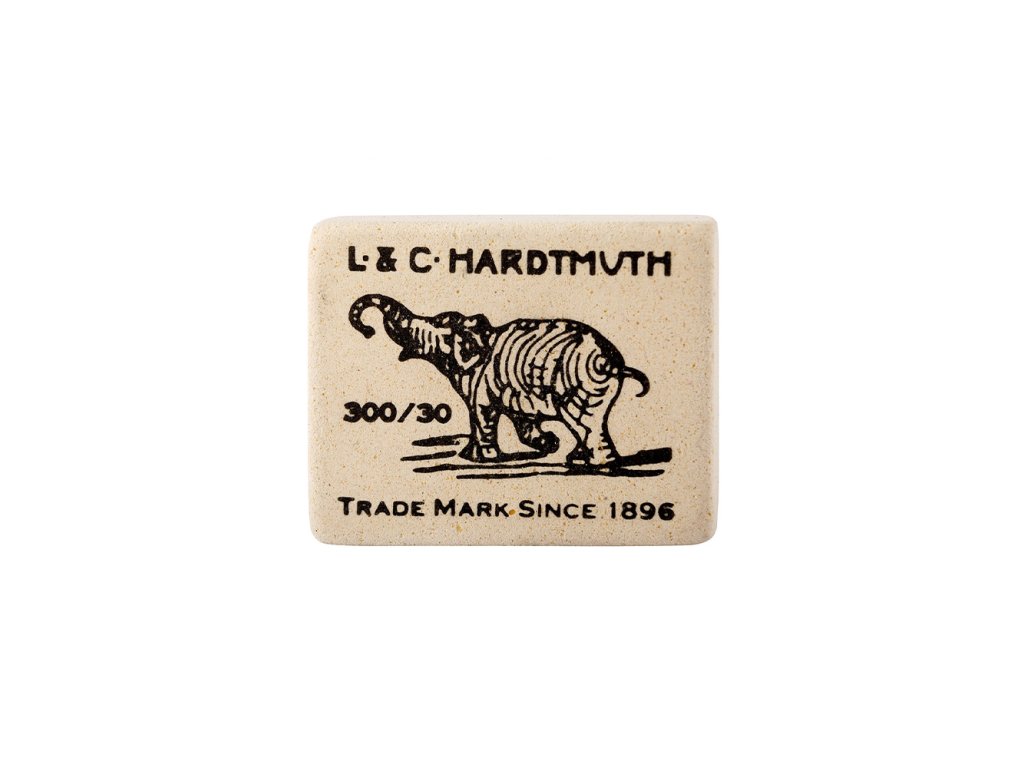 L. & C. HARDTMUTH
300/30
TRADE MARK SINCE 1896